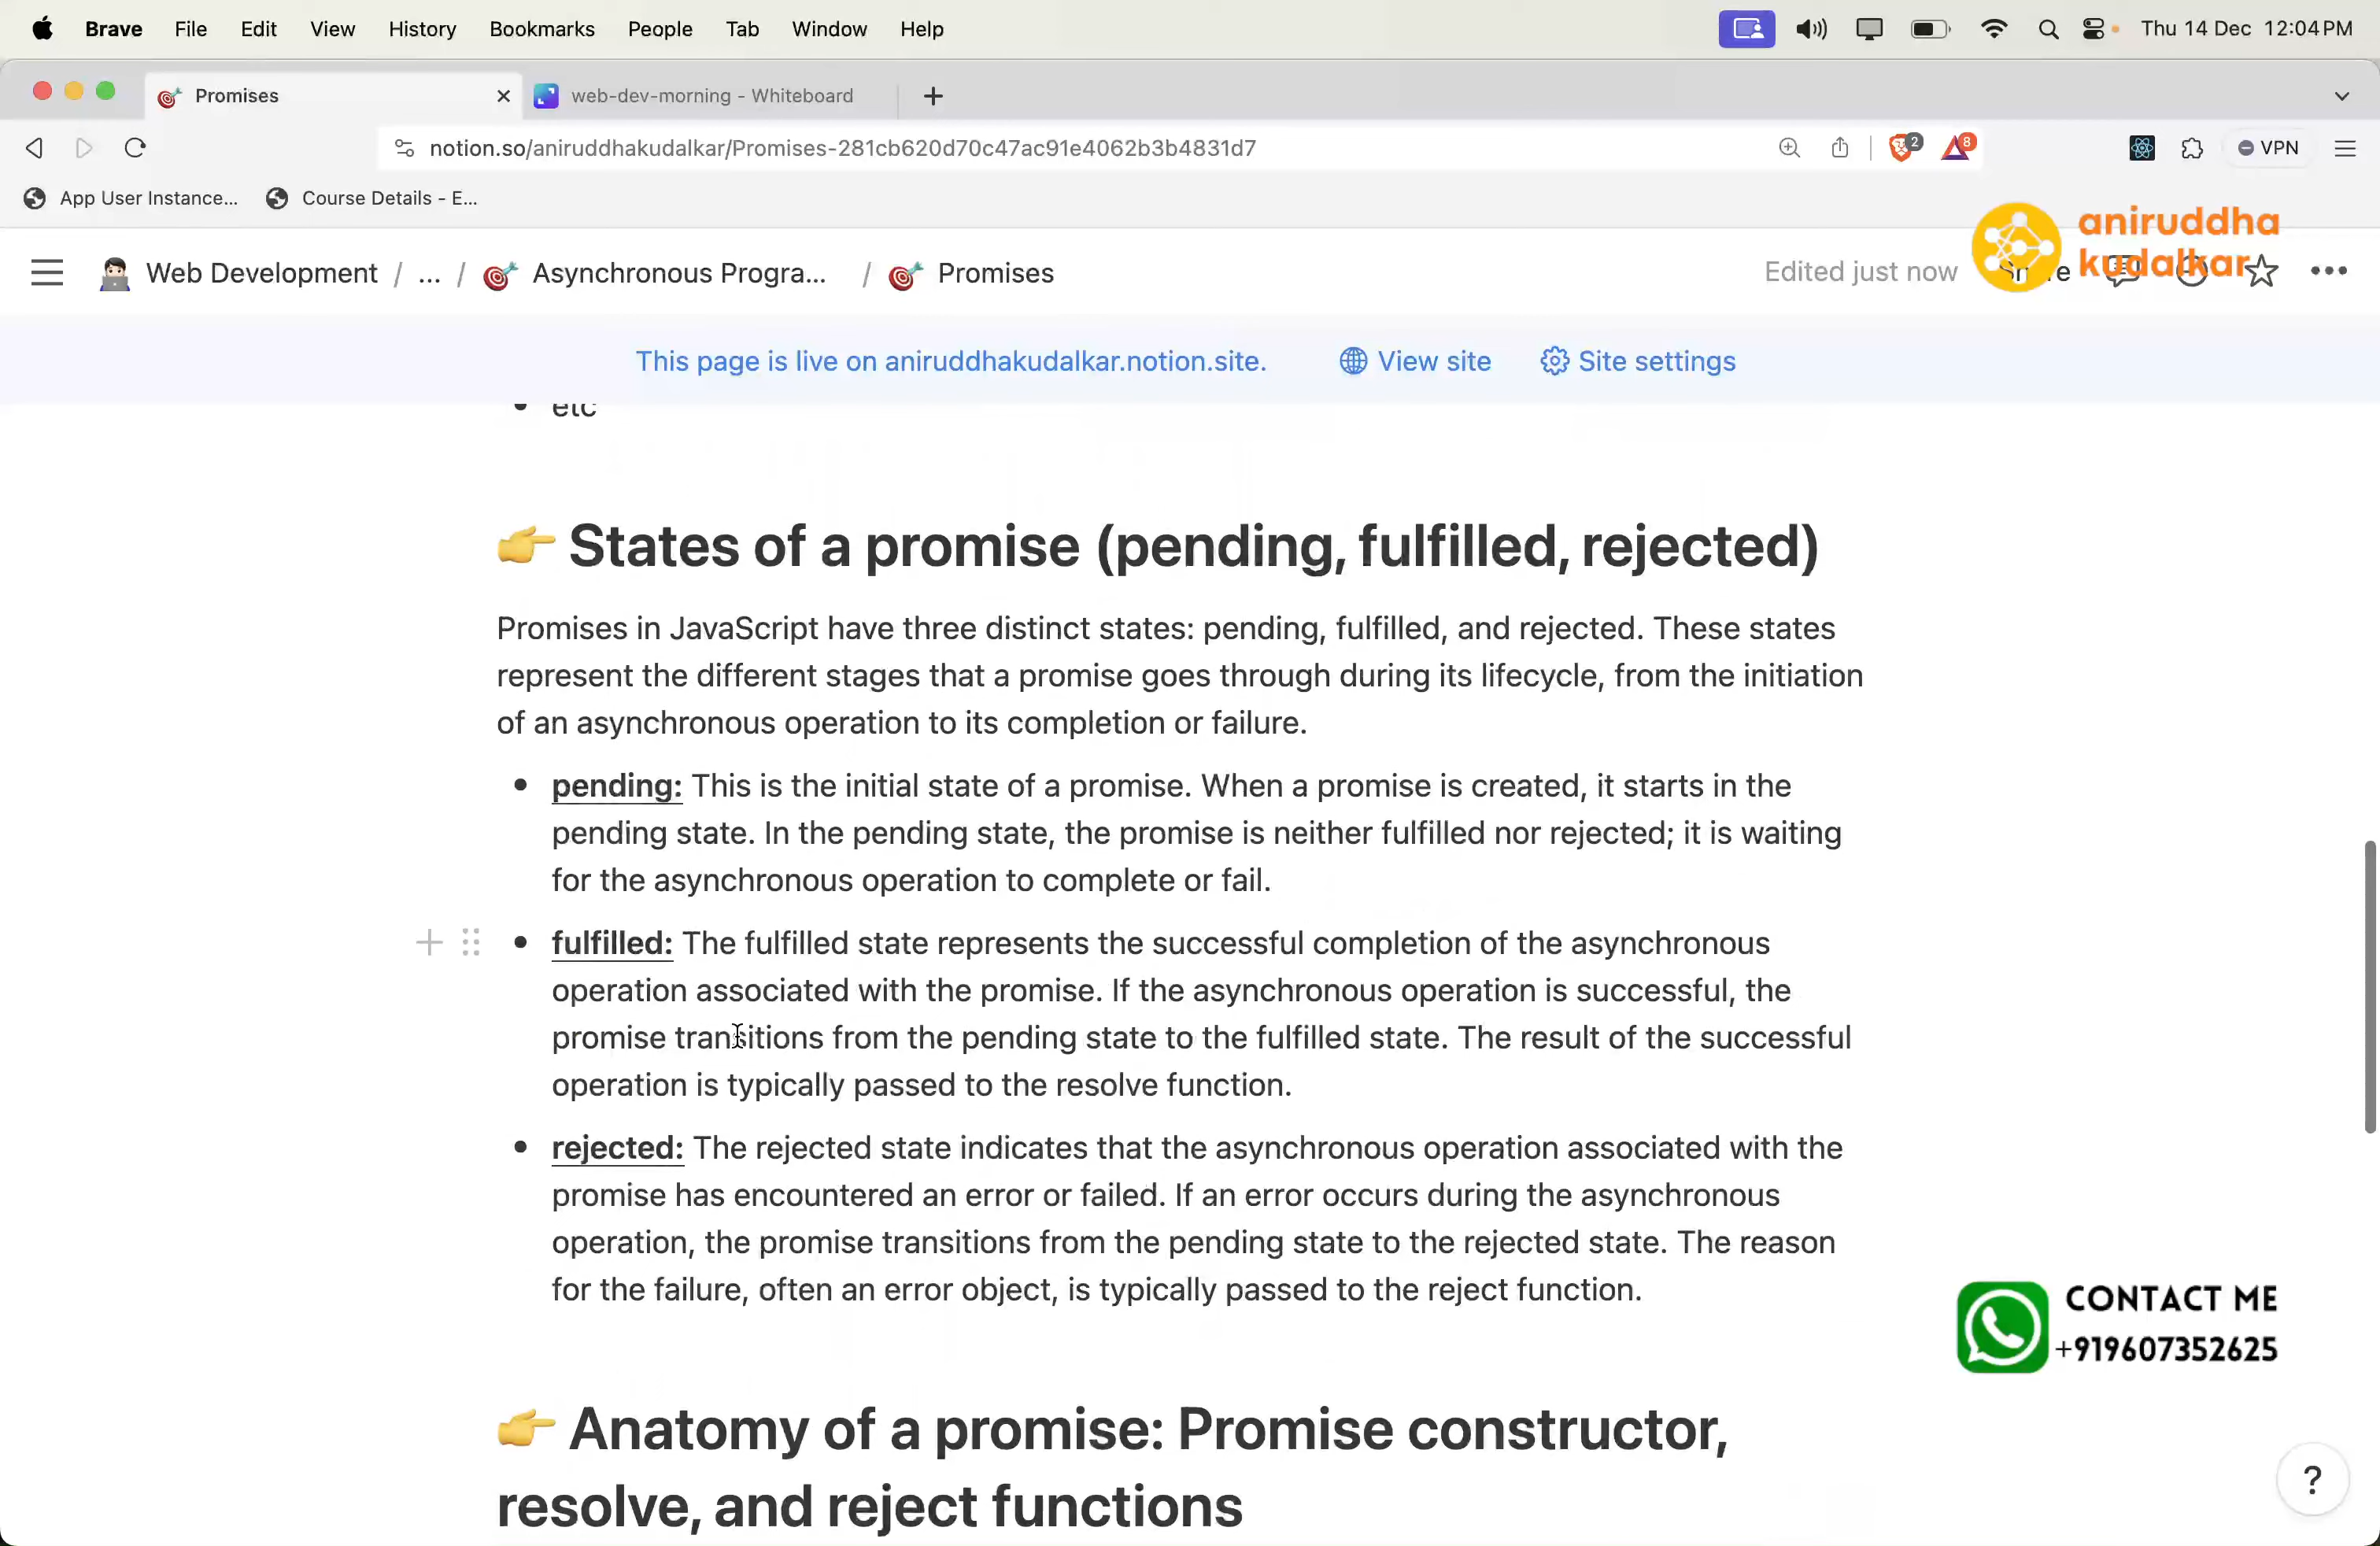 Brave File Edit View History Bookmarks People Tab Window Help Thu 14 Dec 12:04 PM
Promises web-dev-morning - Whiteboard
notion.so/aniruddhakudalkar/Promises-281cb620d70c47ac91e4062b3b4831d7 2 8 VPN
App User Instance... Course Details - E...
aniruddha
kudalkar
Web Development / ... / Asynchronous Progra... / Promises Edited just now
This page is live on aniruddhakudalkar.notion.site. View site Site settings
• etc
👉 States of a promise (pending, fulfilled, rejected)
Promises in JavaScript have three distinct states: pending, fulfilled, and rejected. These states
represent the different stages that a promise goes through during its lifecycle, from the initiation
of an asynchronous operation to its completion or failure.
• pending: This is the initial state of a promise. When a promise is created, it starts in the
pending state. In the pending state, the promise is neither fulfilled nor rejected; it is waiting
for the asynchronous operation to complete or fail.
• fulfilled: The fulfilled state represents the successful completion of the asynchronous
operation associated with the promise. If the asynchronous operation is successful, the
promise transitions from the pending state to the fulfilled state. The result of the successful
operation is typically passed to the resolve function.
• rejected: The rejected state indicates that the asynchronous operation associated with the
promise has encountered an error or failed. If an error occurs during the asynchronous
operation, the promise transitions from the pending state to the rejected state. The reason
for the failure, often an error object, is typically passed to the reject function.
CONTACT ME
+919607352625
👉 Anatomy of a promise: Promise constructor,
resolve, and reject functions
?